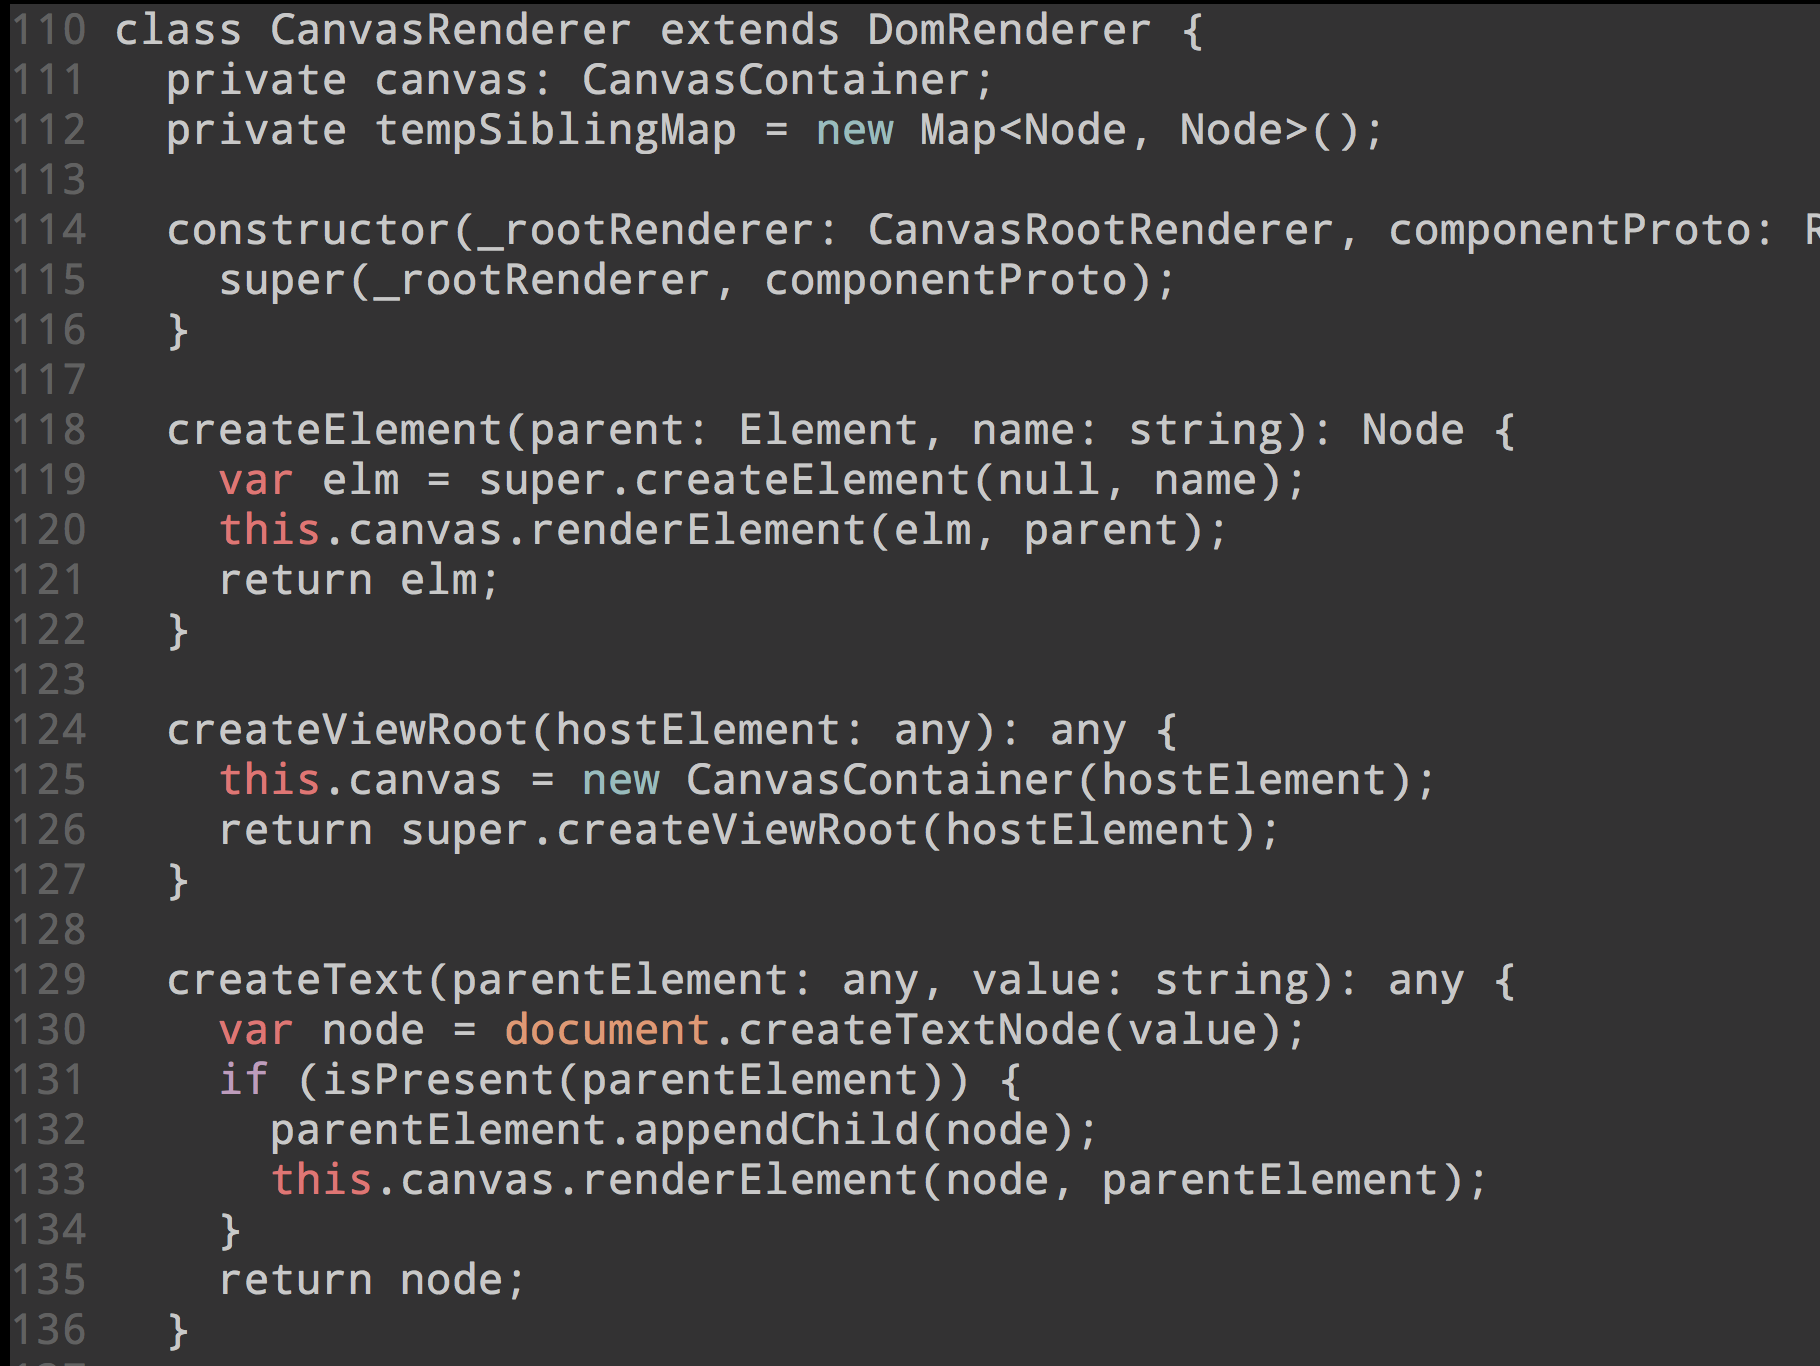 110 class CanvasRenderer extends DomRenderer {
111   private canvas: CanvasContainer;
112   private tempSiblingMap = new Map<Node, Node>();
113
114   constructor(_rootRenderer: CanvasRootRenderer, componentProto:
115     super(_rootRenderer, componentProto);
116   }
117
118   createElement(parent: Element, name: string): Node {
119     var elm = super.createElement(null, name);
120     this.canvas.renderElement(elm, parent);
121     return elm;
122   }
123
124   createViewRoot(hostElement: any): any {
125     this.canvas = new CanvasContainer(hostElement);
126     return super.createViewRoot(hostElement);
127   }
128
129   createText(parentElement: any, value: string): any {
130     var node = document.createTextNode(value);
131     if (isPresent(parentElement)) {
132       parentElement.appendChild(node);
133       this.canvas.renderElement(node, parentElement);
134     }
135     return node;
136   }